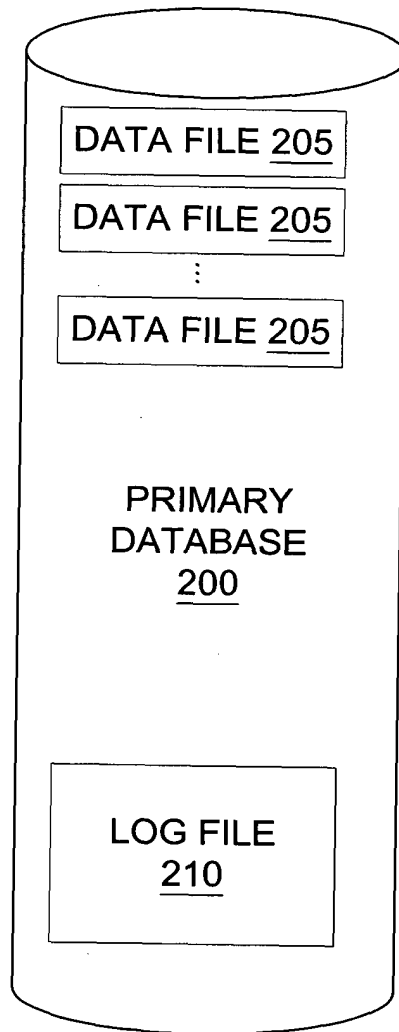 DATA FILE 205
DATA FILE 205
⋮
DATA FILE 205
PRIMARY
DATABASE
200
LOG FILE
210